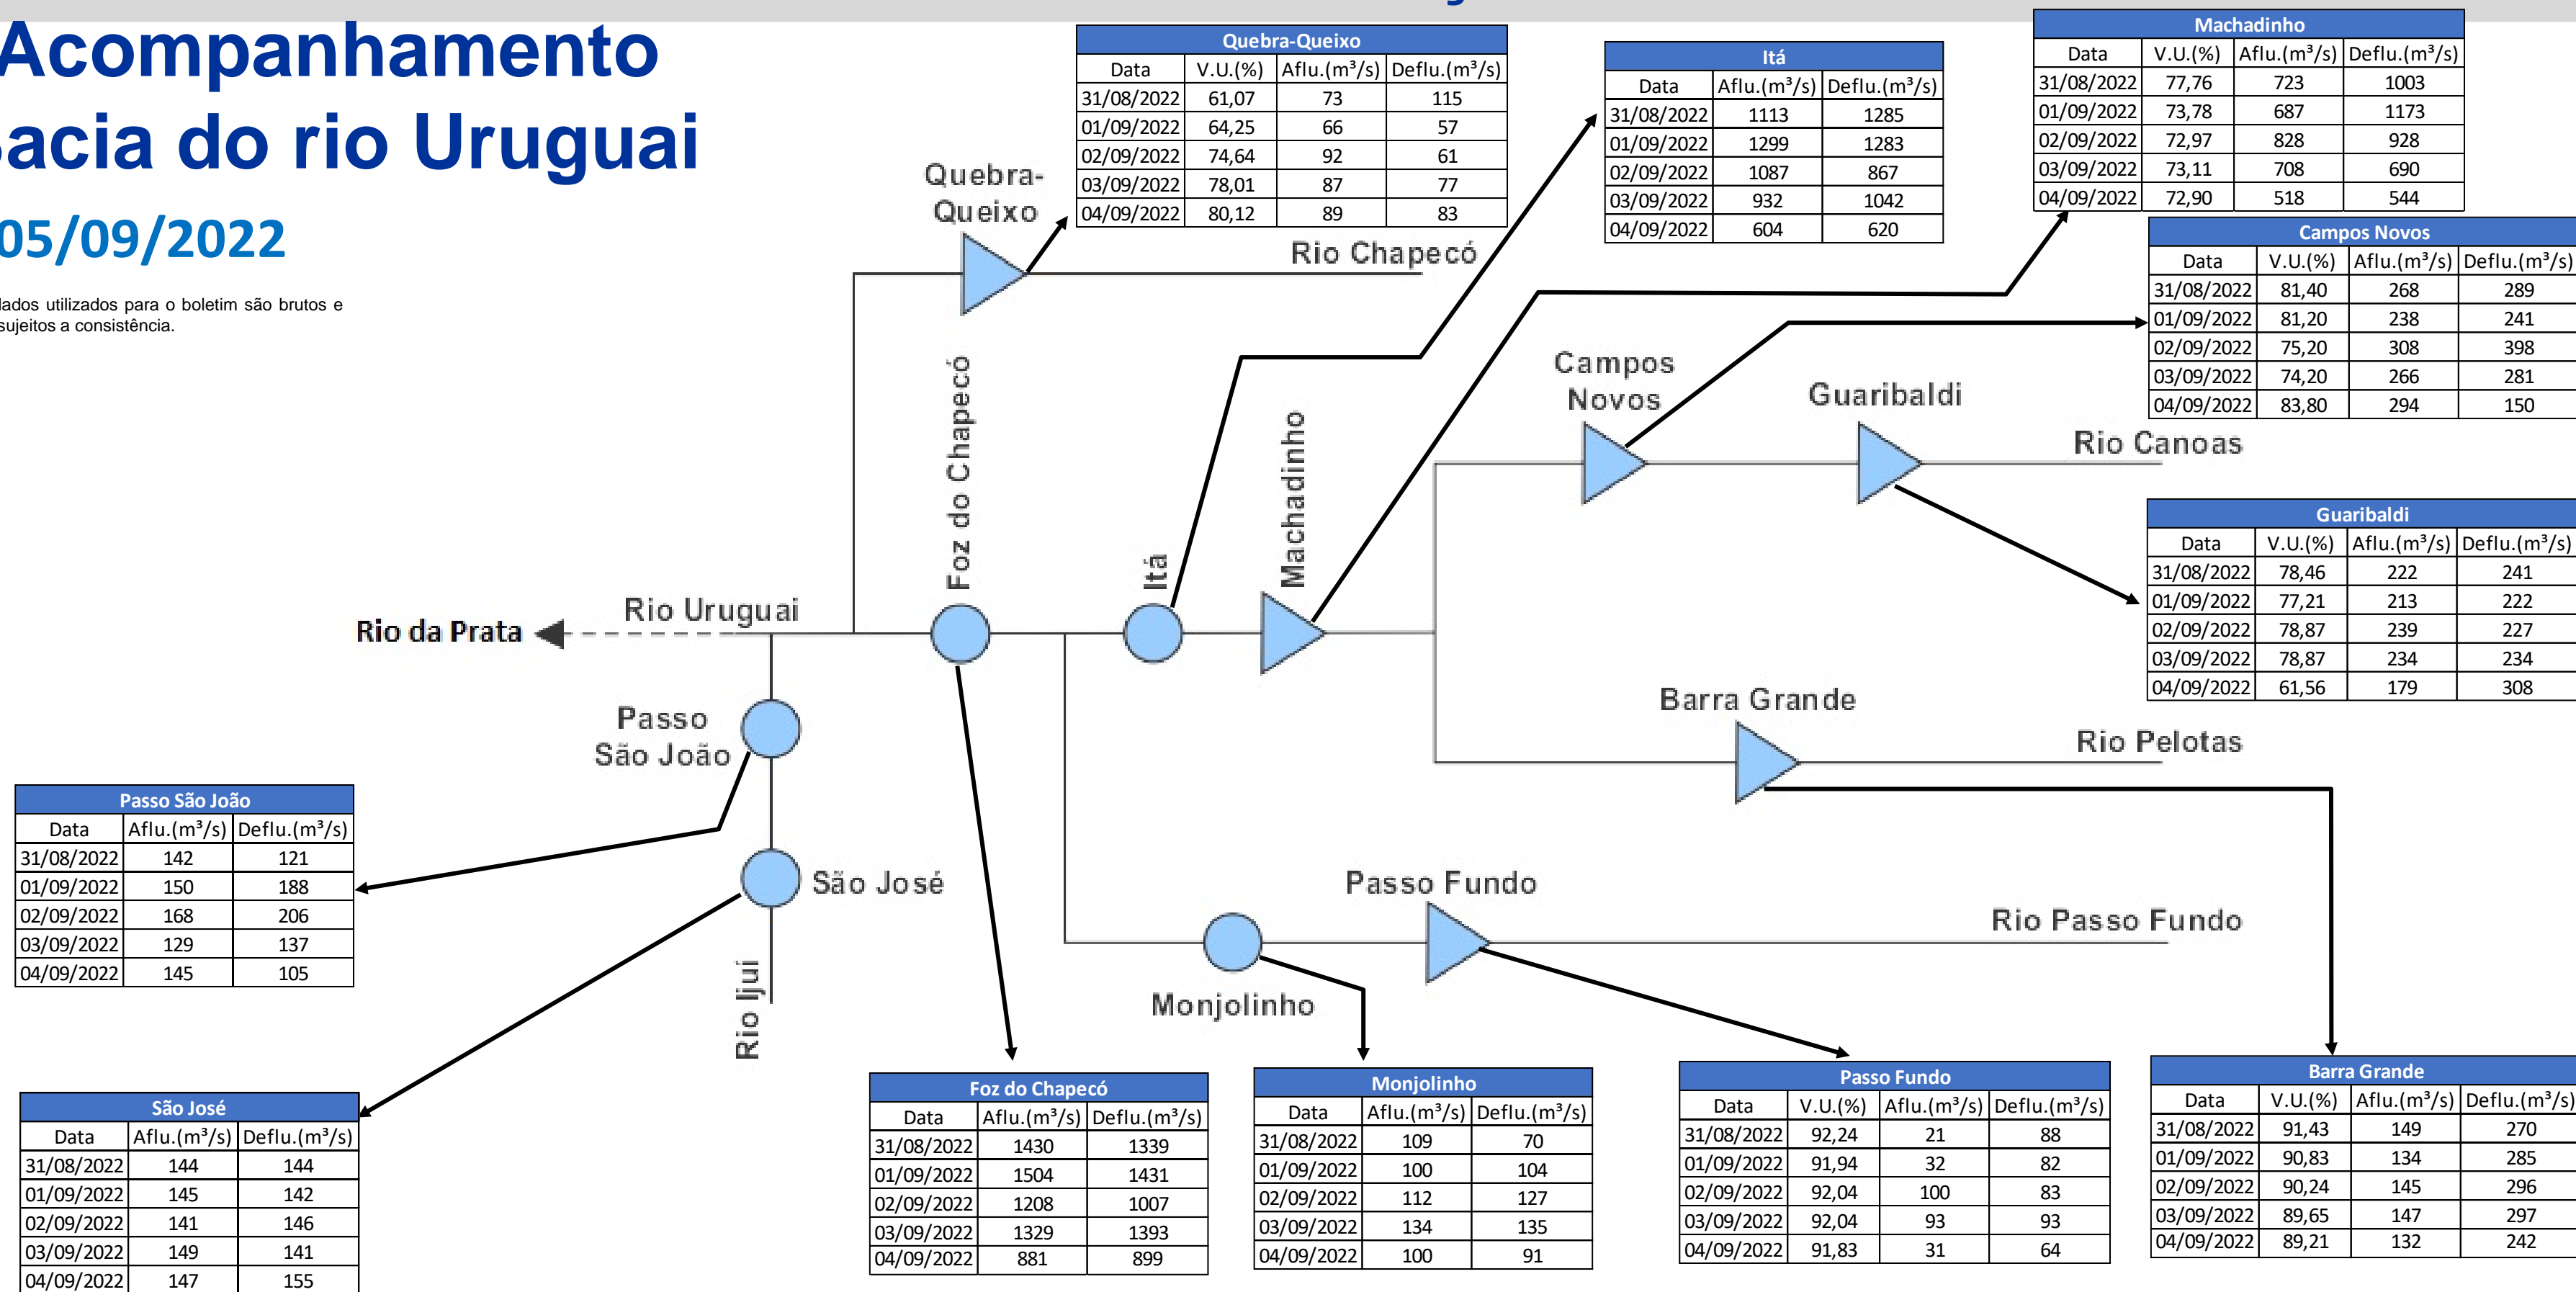 Acompanhamento
acia do rio Uruguai
05/09/2022
lados utilizados para o boletim são brutos e
sujeitos a consistência.
Quebra-Queixo
Data V.U.(%) Aflu.(m³/s) Deflu.(m³/s)
31/08/2022 61,07 73 115
01/09/2022 64,25 66 57
02/09/2022 74,64 92 61
03/09/2022 78,01 87 77
04/09/2022 80,12 89 83
Itá
Data Aflu.(m³/s) Deflu.(m³/s)
31/08/2022 1113 1285
01/09/2022 1299 1283
02/09/2022 1087 867
03/09/2022 932 1042
04/09/2022 604 620
Machadinho
Data V.U.(%) Aflu.(m³/s) Deflu.(m³/s)
31/08/2022 77,76 723 1003
01/09/2022 73,78 687 1173
02/09/2022 72,97 828 928
03/09/2022 73,11 708 690
04/09/2022 72,90 518 544
Campos Novos
Data V.U.(%) Aflu.(m³/s) Deflu.(m³/s)
31/08/2022 81,40 268 289
01/09/2022 81,20 238 241
02/09/2022 75,20 308 398
03/09/2022 74,20 266 281
04/09/2022 83,80 294 150
Quebra-
Queixo
Rio Chapecó
Foz do Chapecó
Itá
Machadinho
Campos
Novos
Guaribaldi
Rio Canoas
Guaribaldi
Data V.U.(%) Aflu.(m³/s) Deflu.(m³/s)
31/08/2022 78,46 222 241
01/09/2022 77,21 213 222
02/09/2022 78,87 239 227
03/09/2022 78,87 234 234
04/09/2022 61,56 179 308
Rio da Prata
Rio Uruguai
Passo
São João
Barra Grande
Rio Pelotas
São José
Rio Ijui
Passo Fundo
Rio Passo Fundo
Monjolinho
Passo São João
Data Aflu.(m³/s) Deflu.(m³/s)
31/08/2022 142 121
01/09/2022 150 188
02/09/2022 168 206
03/09/2022 129 137
04/09/2022 145 105
São José
Data Aflu.(m³/s) Deflu.(m³/s)
31/08/2022 144 144
01/09/2022 145 142
02/09/2022 141 146
03/09/2022 149 141
04/09/2022 147 155
Foz do Chapecó
Data Aflu.(m³/s) Deflu.(m³/s)
31/08/2022 1430 1339
01/09/2022 1504 1431
02/09/2022 1208 1007
03/09/2022 1329 1393
04/09/2022 881 899
Monjolinho
Data Aflu.(m³/s) Deflu.(m³/s)
31/08/2022 109 70
01/09/2022 100 104
02/09/2022 112 127
03/09/2022 134 135
04/09/2022 100 91
Passo Fundo
Data V.U.(%) Aflu.(m³/s) Deflu.(m³/s)
31/08/2022 92,24 21 88
01/09/2022 91,94 32 82
02/09/2022 92,04 100 83
03/09/2022 92,04 93 93
04/09/2022 91,83 31 64
Barra Grande
Data V.U.(%) Aflu.(m³/s) Deflu.(m³/s)
31/08/2022 91,43 149 270
01/09/2022 90,83 134 285
02/09/2022 90,24 145 296
03/09/2022 89,65 147 297
04/09/2022 89,21 132 242